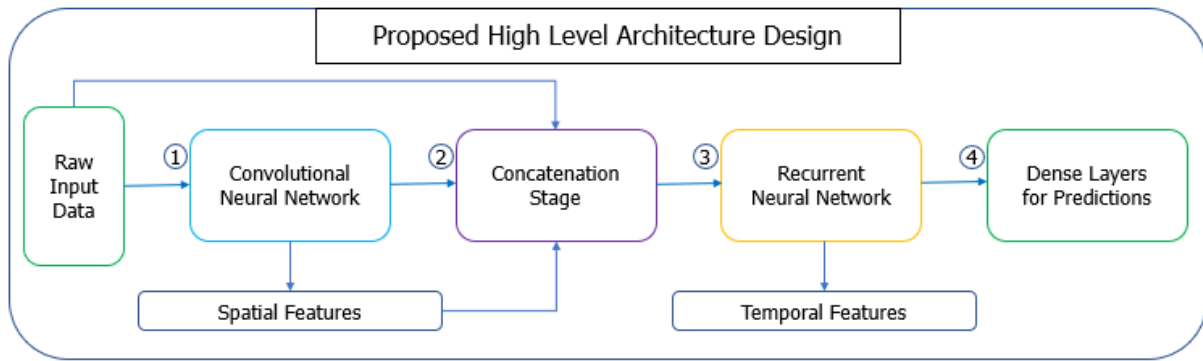 Proposed High Level Architecture Design
Raw
Input
Data
①
Convolutional
Neural Network
②
Concatenation
Stage
③
Recurrent
Neural Network
④
Dense Layers
for Predictions
Spatial Features
Temporal Features